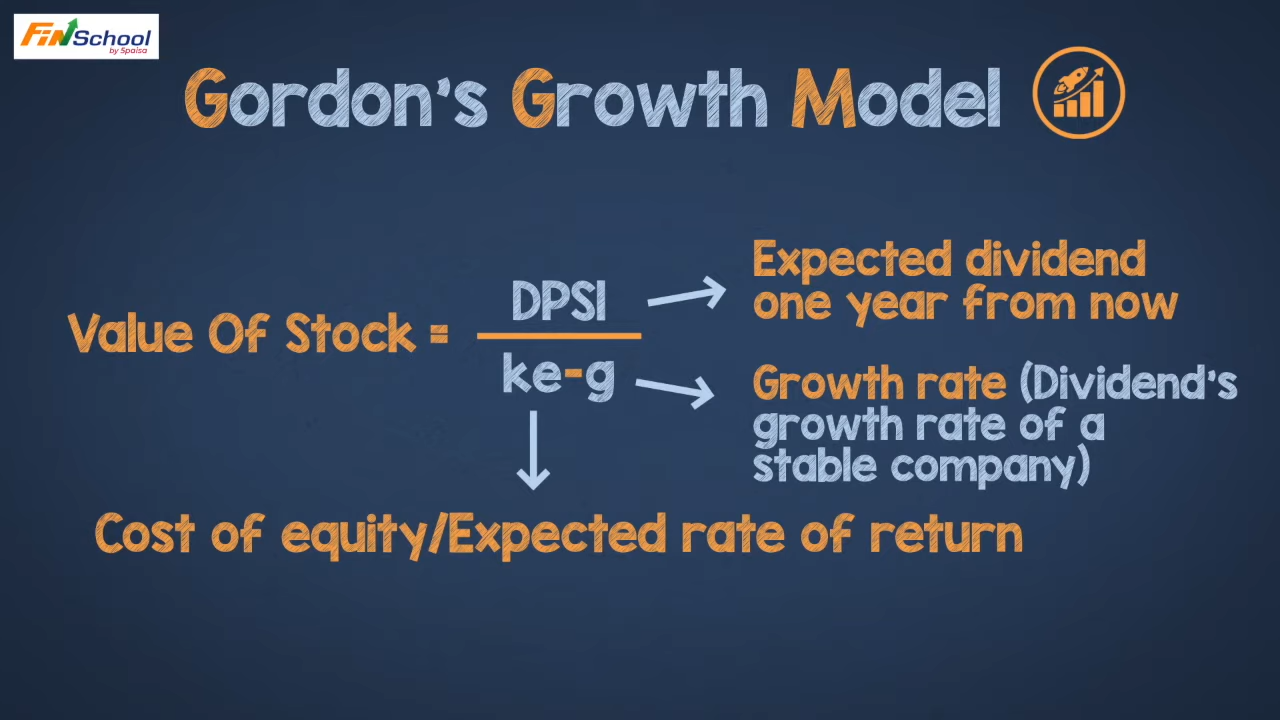 FiNSchool
by 5paisa
Gordon's Growth Model
Value Of Stock =
DPS1
ke-g
Expected dividend
one year from now
Growth rate (Dividend's
growth rate of a
stable company)
Cost of equity/Expected rate of return